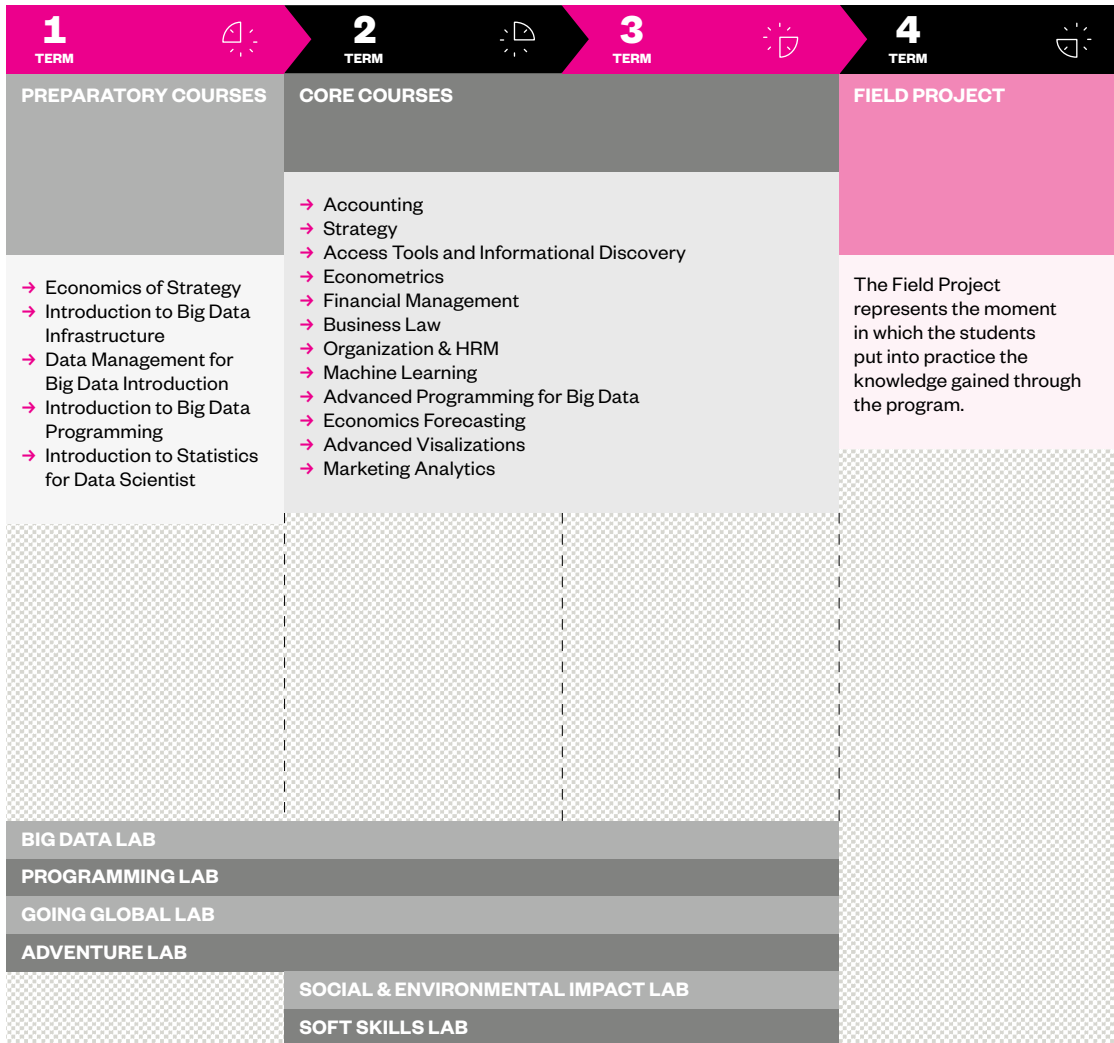 1
TERM
2
TERM
3
TERM
4
TERM
PREPARATORY COURSES
→ Economics of Strategy
→ Introduction to Big Data
Infrastructure
→ Data Management for
Big Data Introduction
→ Introduction to Big Data
Programming
→ Introduction to Statistics
for Data Scientist
CORE COURSES
→ Accounting
→ Strategy
→ Access Tools and Informational Discovery
→ Econometrics
→ Financial Management
→ Business Law
→ Organization & HRM
→ Machine Learning
→ Advanced Programming for Big Data
→ Economics Forecasting
→ Advanced Visalizations
→ Marketing Analytics
FIELD PROJECT
The Field Project
represents the moment
in which the students
put into practice the
knowledge gained through
the program.
BIG DATA LAB
PROGRAMMING LAB
GOING GLOBAL LAB
ADVENTURE LAB
SOCIAL & ENVIRONMENTAL IMPACT LAB
SOFT SKILLS LAB